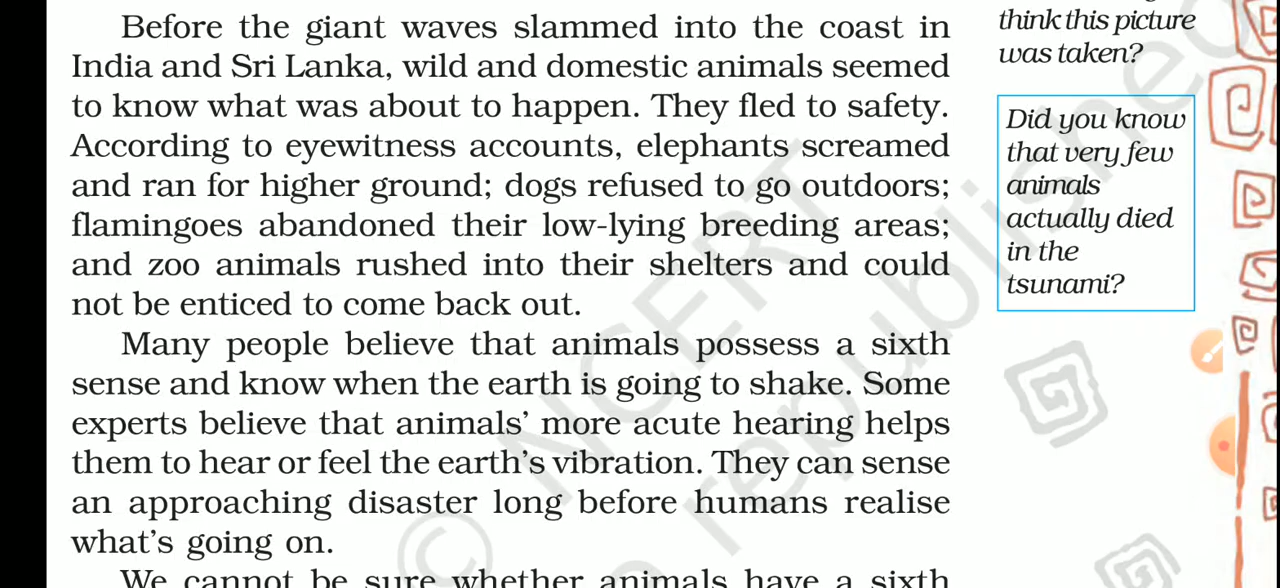 Before the giant waves slammed into the coast in
India and Sri Lanka, wild and domestic animals seemed
to know what was about to happen. They fled to safety.
According to eyewitness accounts, elephants screamed
and ran for higher ground; dogs refused to go outdoors;
flamingoes abandoned their low-lying breeding areas;
and zoo animals rushed into their shelters and could
not be enticed to come back out.
Many people believe that animals possess a sixth
sense and know when the earth is going to shake. Some
experts believe that animals’ more acute hearing helps
them to hear or feel the earth’s vibration. They can sense
an approaching disaster long before humans realise
what’s going on.
We cannot be sure whether animals have a sixth
think this picture
was taken?
Did you know
that very few
animals
actually died
in the
tsunami?
© NCERT
republished